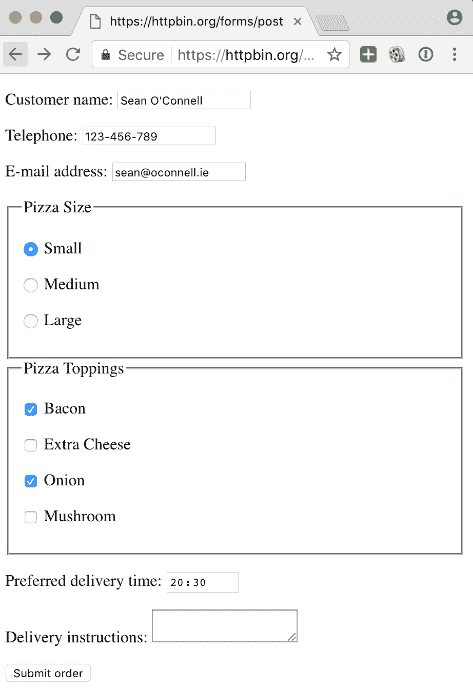 https://httpbin.org/forms/post
Secure https://httpbin.org/...
Customer name: Sean O'Connell
Telephone: 123-456-789
E-mail address: sean@oconnell.ie
Pizza Size
Small
Medium
Large
Pizza Toppings
Bacon
Extra Cheese
Onion
Mushroom
Preferred delivery time: 20:30
Delivery instructions:
Submit order